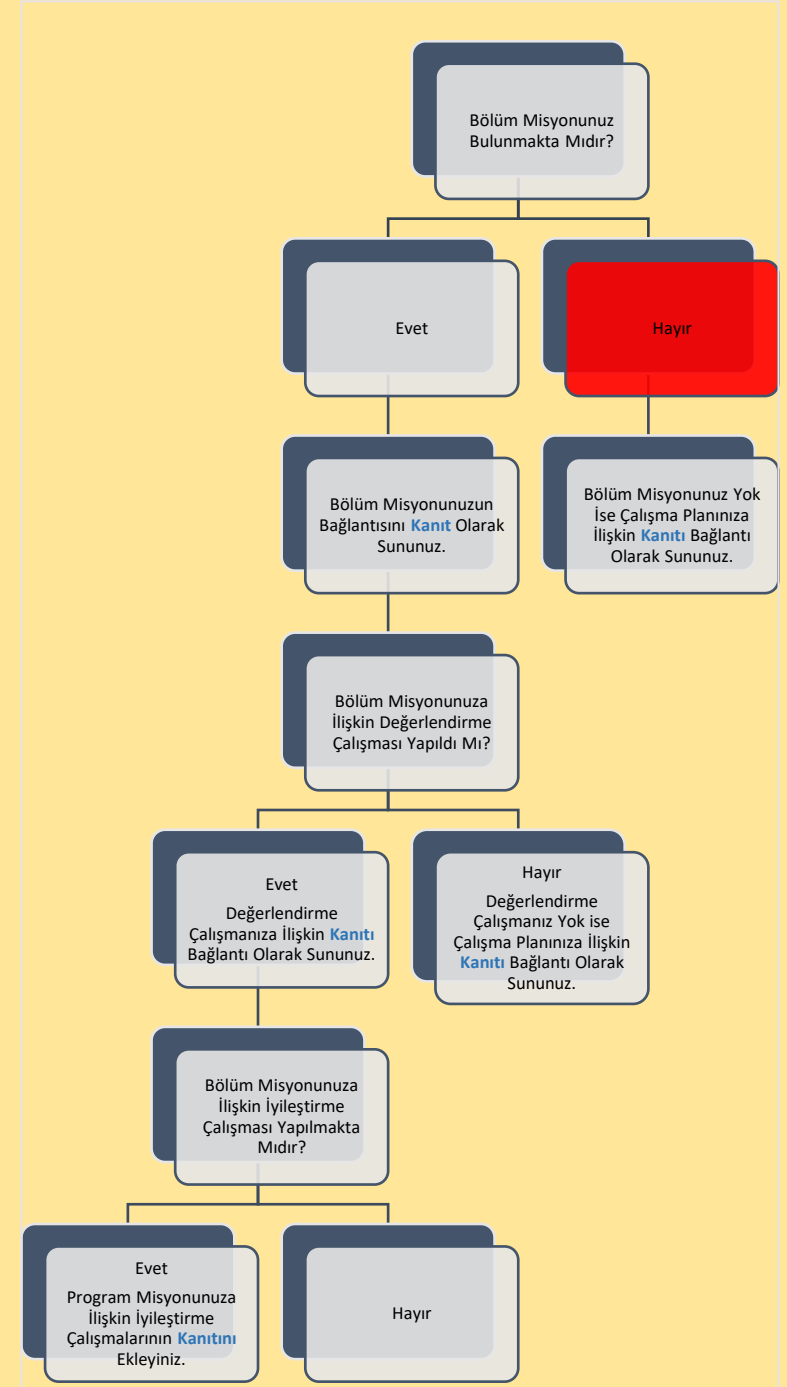 Bölüm Misyonunuz
Bulunmakta Mıdır?
Evet
Hayır
Bölüm Misyonunuzun
Bağlantısını Kanıt Olarak
Sununuz.
Bölüm Misyonunuz Yok
İse Çalışma Planınıza
İlişkin Kanıtı Bağlantı
Olarak Sununuz.
Bölüm Misyonunuza
İlişkin Değerlendirme
Çalışması Yapıldı Mı?
Evet
Değerlendirme
Çalışmanıza İlişkin Kanıtı
Bağlantı Olarak Sununuz.
Hayır
Değerlendirme
Çalışmanız Yok ise
Çalışma Planınıza İlişkin
Kanıtı Bağlantı Olarak
Sununuz.
Bölüm Misyonunuza
İlişkin İyileştirme
Çalışması Yapılmakta
Mıdır?
Evet
Program Misyonunuza
İlişkin İyileştirme
Çalışmalarının Kanıtını
Ekleyiniz.
Hayır